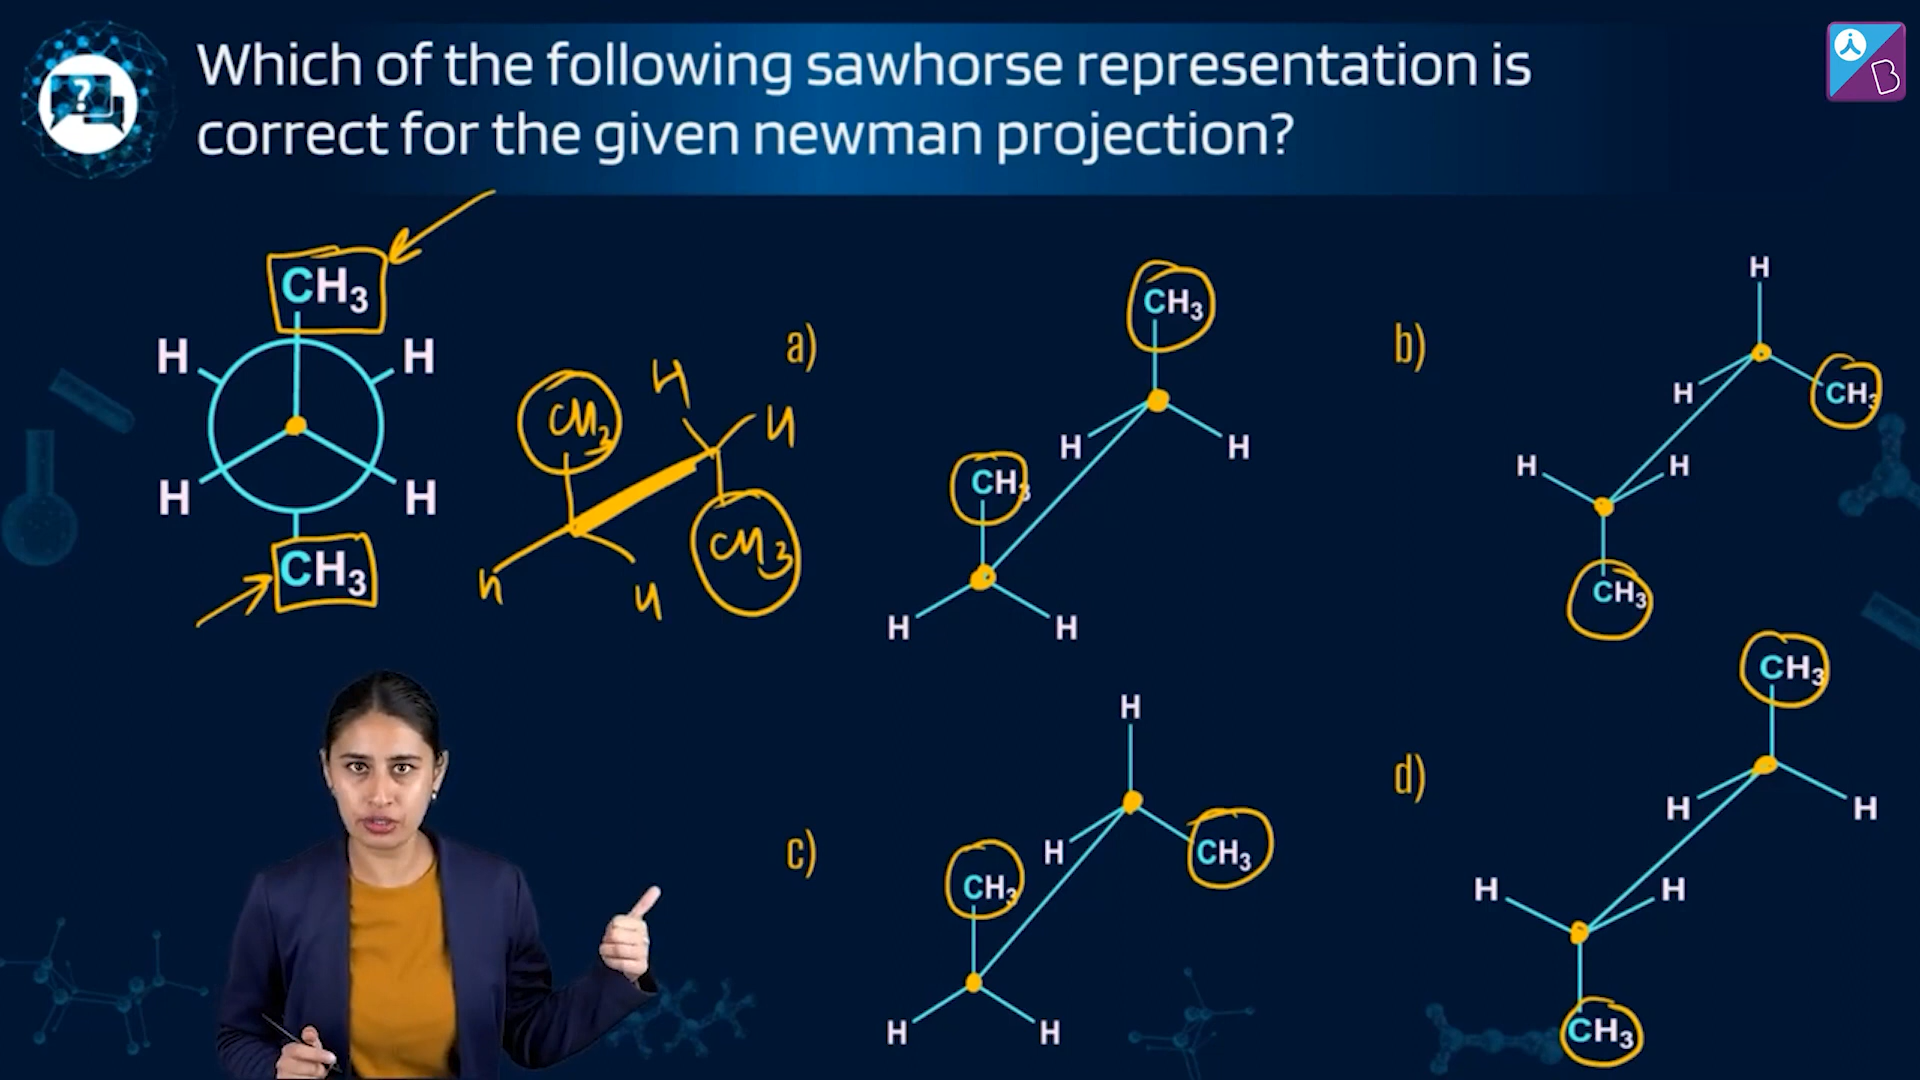 Which of the following sawhorse representation is
correct for the given newman projection?
CH3
H H
H H
CH3
CH3 H H
H H CH3
a)
CH3
H H
CH3
H H
b)
H
H CH3
H H
CH3
c)
H
H CH3
CH3
H H
d)
CH3
H H
H H
CH3
B